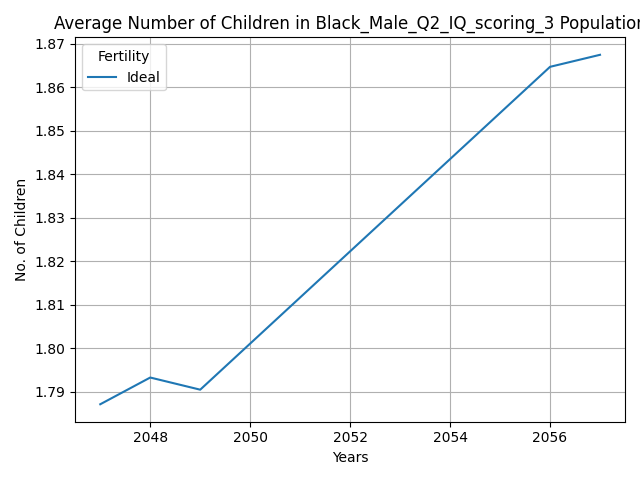 Average Number of Children in Black_Male_Q2_IQ_scoring_3 Population
Fertility
Ideal
No. of Children
1.87
1.86
1.85
1.84
1.83
1.82
1.81
1.80
1.79
2048 2050 2052 2054 2056
Years